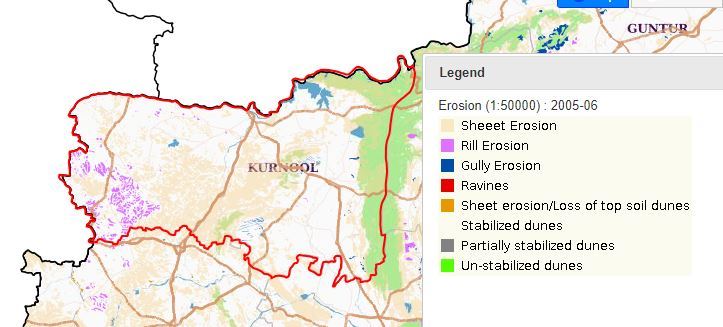 GUNTUR
KURNOOL
Legend
Erosion (1:50000) : 2005-06
Sheeet Erosion
Rill Erosion
Gully Erosion
Ravines
Sheet erosion/Loss of top soil dunes
Stabilized dunes
Partially stabilized dunes
Un-stabilized dunes